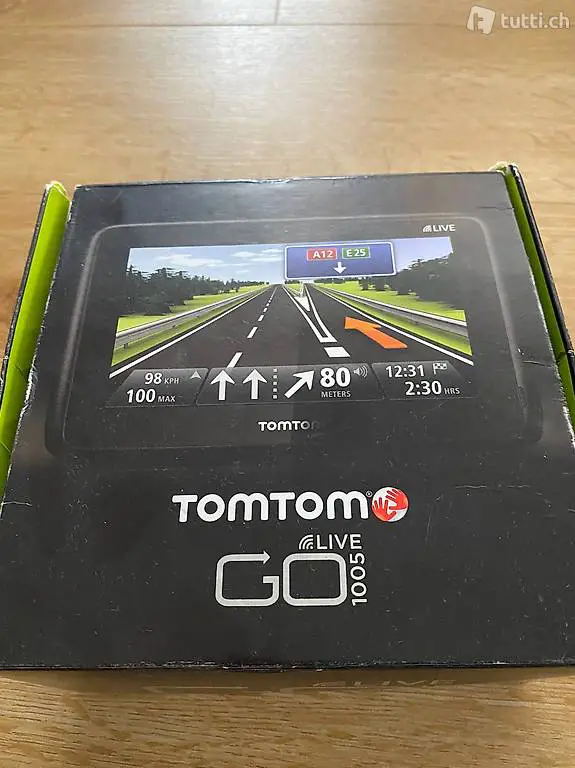 tutti.ch
LIVE
A12 E25
98 KPH
100 MAX
80
METERS
12:31
2:30 HRS
TOMTOM
TOMTOM®
LIVE
GO 1005
LIVE